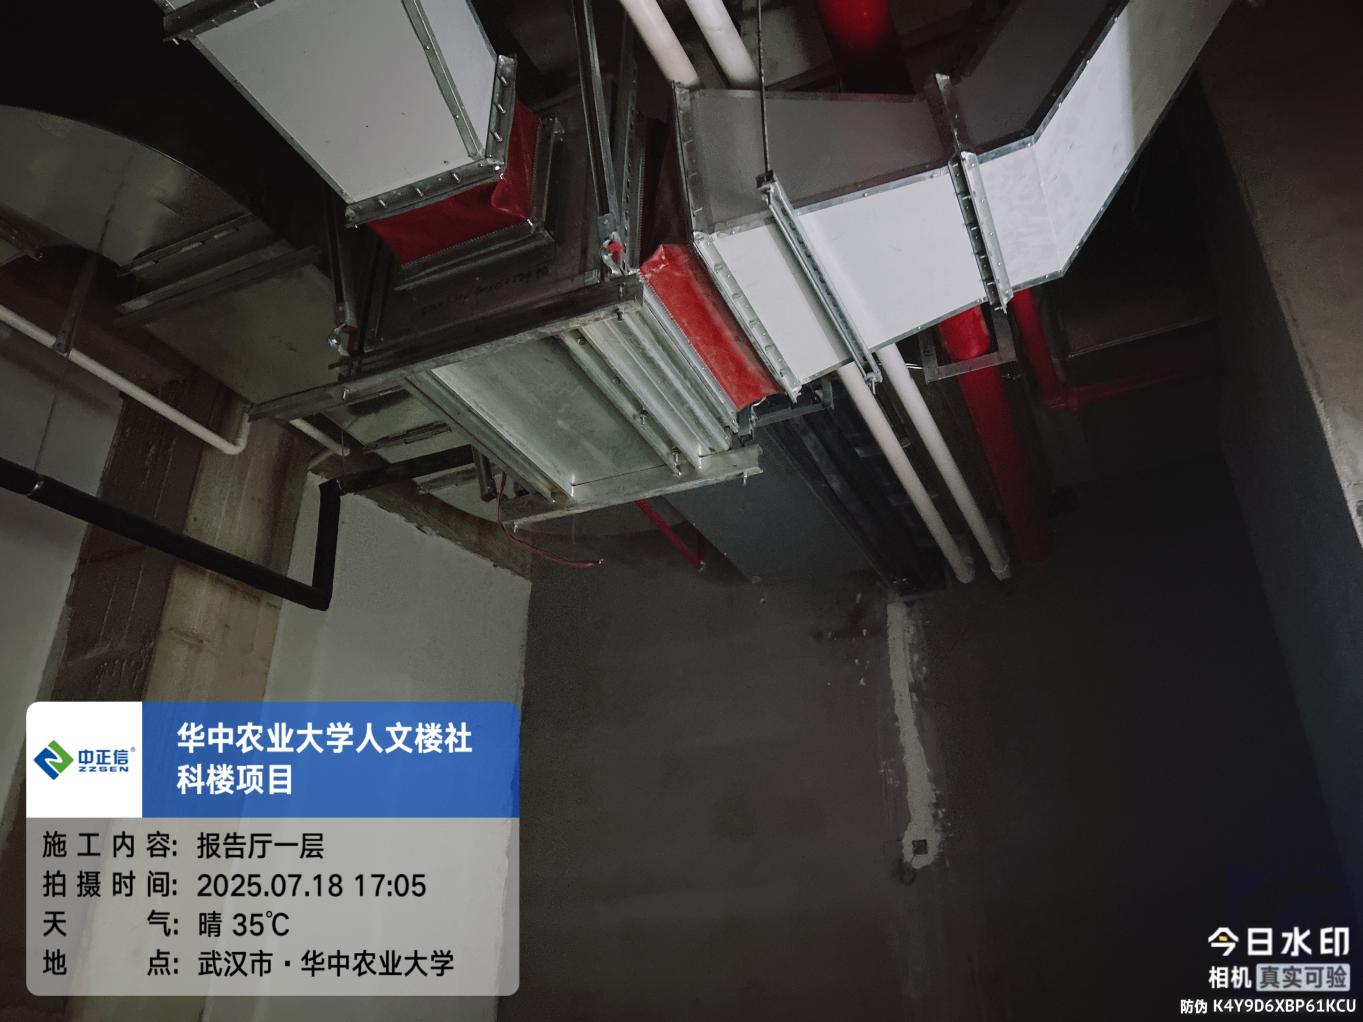 中正信®
ZZSEN
华中农业大学人文楼社
科楼项目
施工内容: 报告厅一层
拍摄时间: 2025.07.18 17:05
天气: 晴 35℃
地点: 武汉市·华中农业大学
今日水印
相机 真实可验
防伪 K4Y9D6XBP61KCU